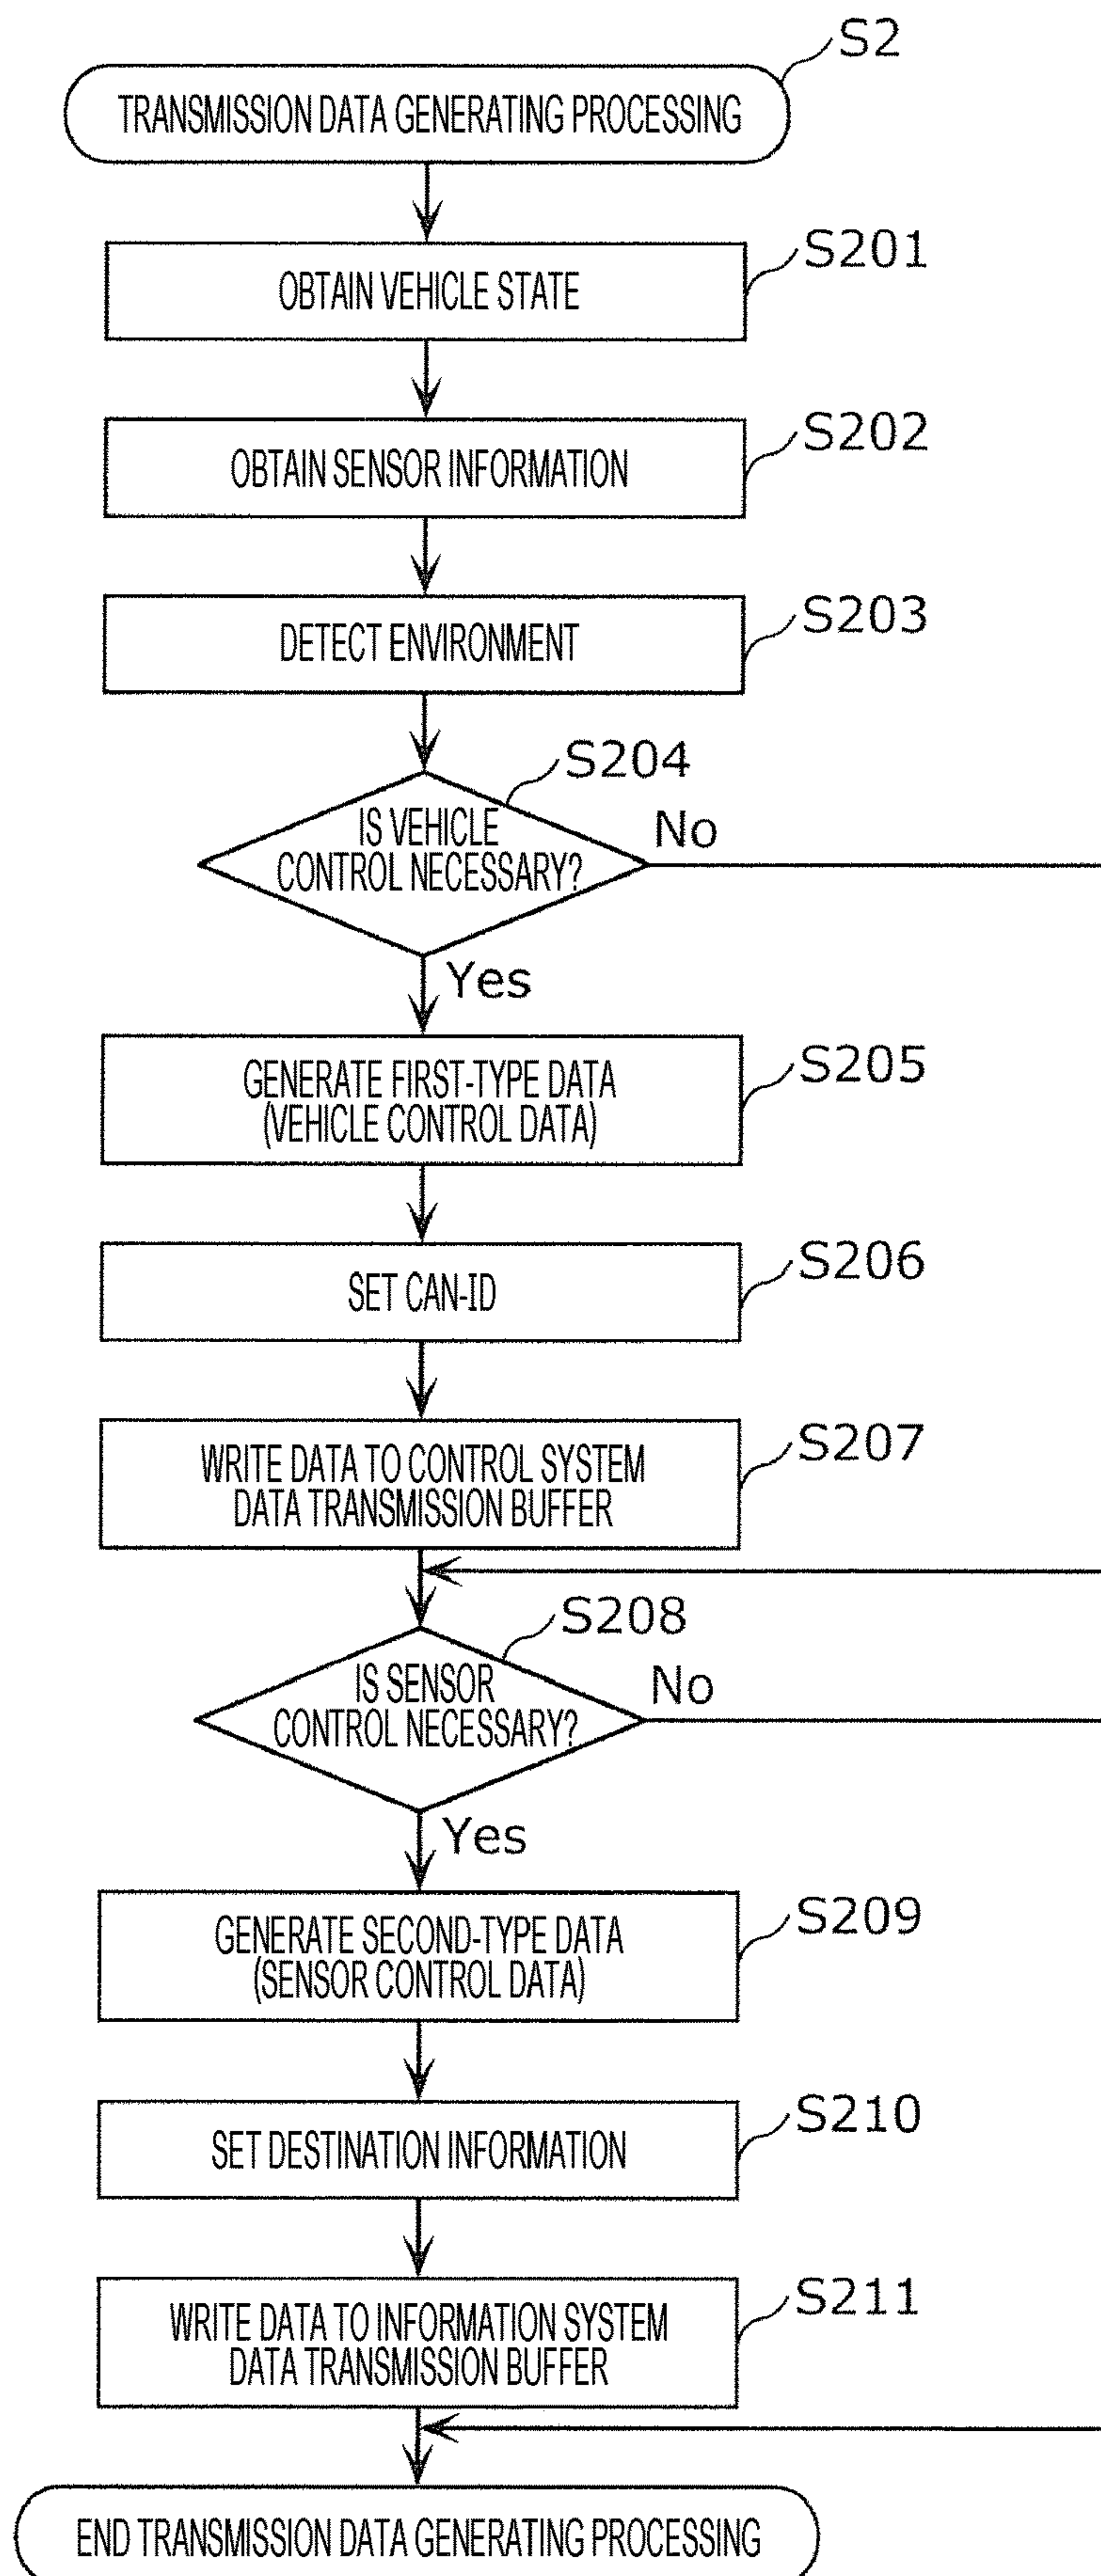 S2
TRANSMISSION DATA GENERATING PROCESSING
S201
OBTAIN VEHICLE STATE
S202
OBTAIN SENSOR INFORMATION
S203
DETECT ENVIRONMENT
S204
IS VEHICLE
CONTROL NECESSARY?
No
Yes
S205
GENERATE FIRST-TYPE DATA
(VEHICLE CONTROL DATA)
S206
SET CAN-ID
S207
WRITE DATA TO CONTROL SYSTEM
DATA TRANSMISSION BUFFER
S208
IS SENSOR
CONTROL NECESSARY?
No
Yes
S209
GENERATE SECOND-TYPE DATA
(SENSOR CONTROL DATA)
S210
SET DESTINATION INFORMATION
S211
WRITE DATA TO INFORMATION SYSTEM
DATA TRANSMISSION BUFFER
END TRANSMISSION DATA GENERATING PROCESSING